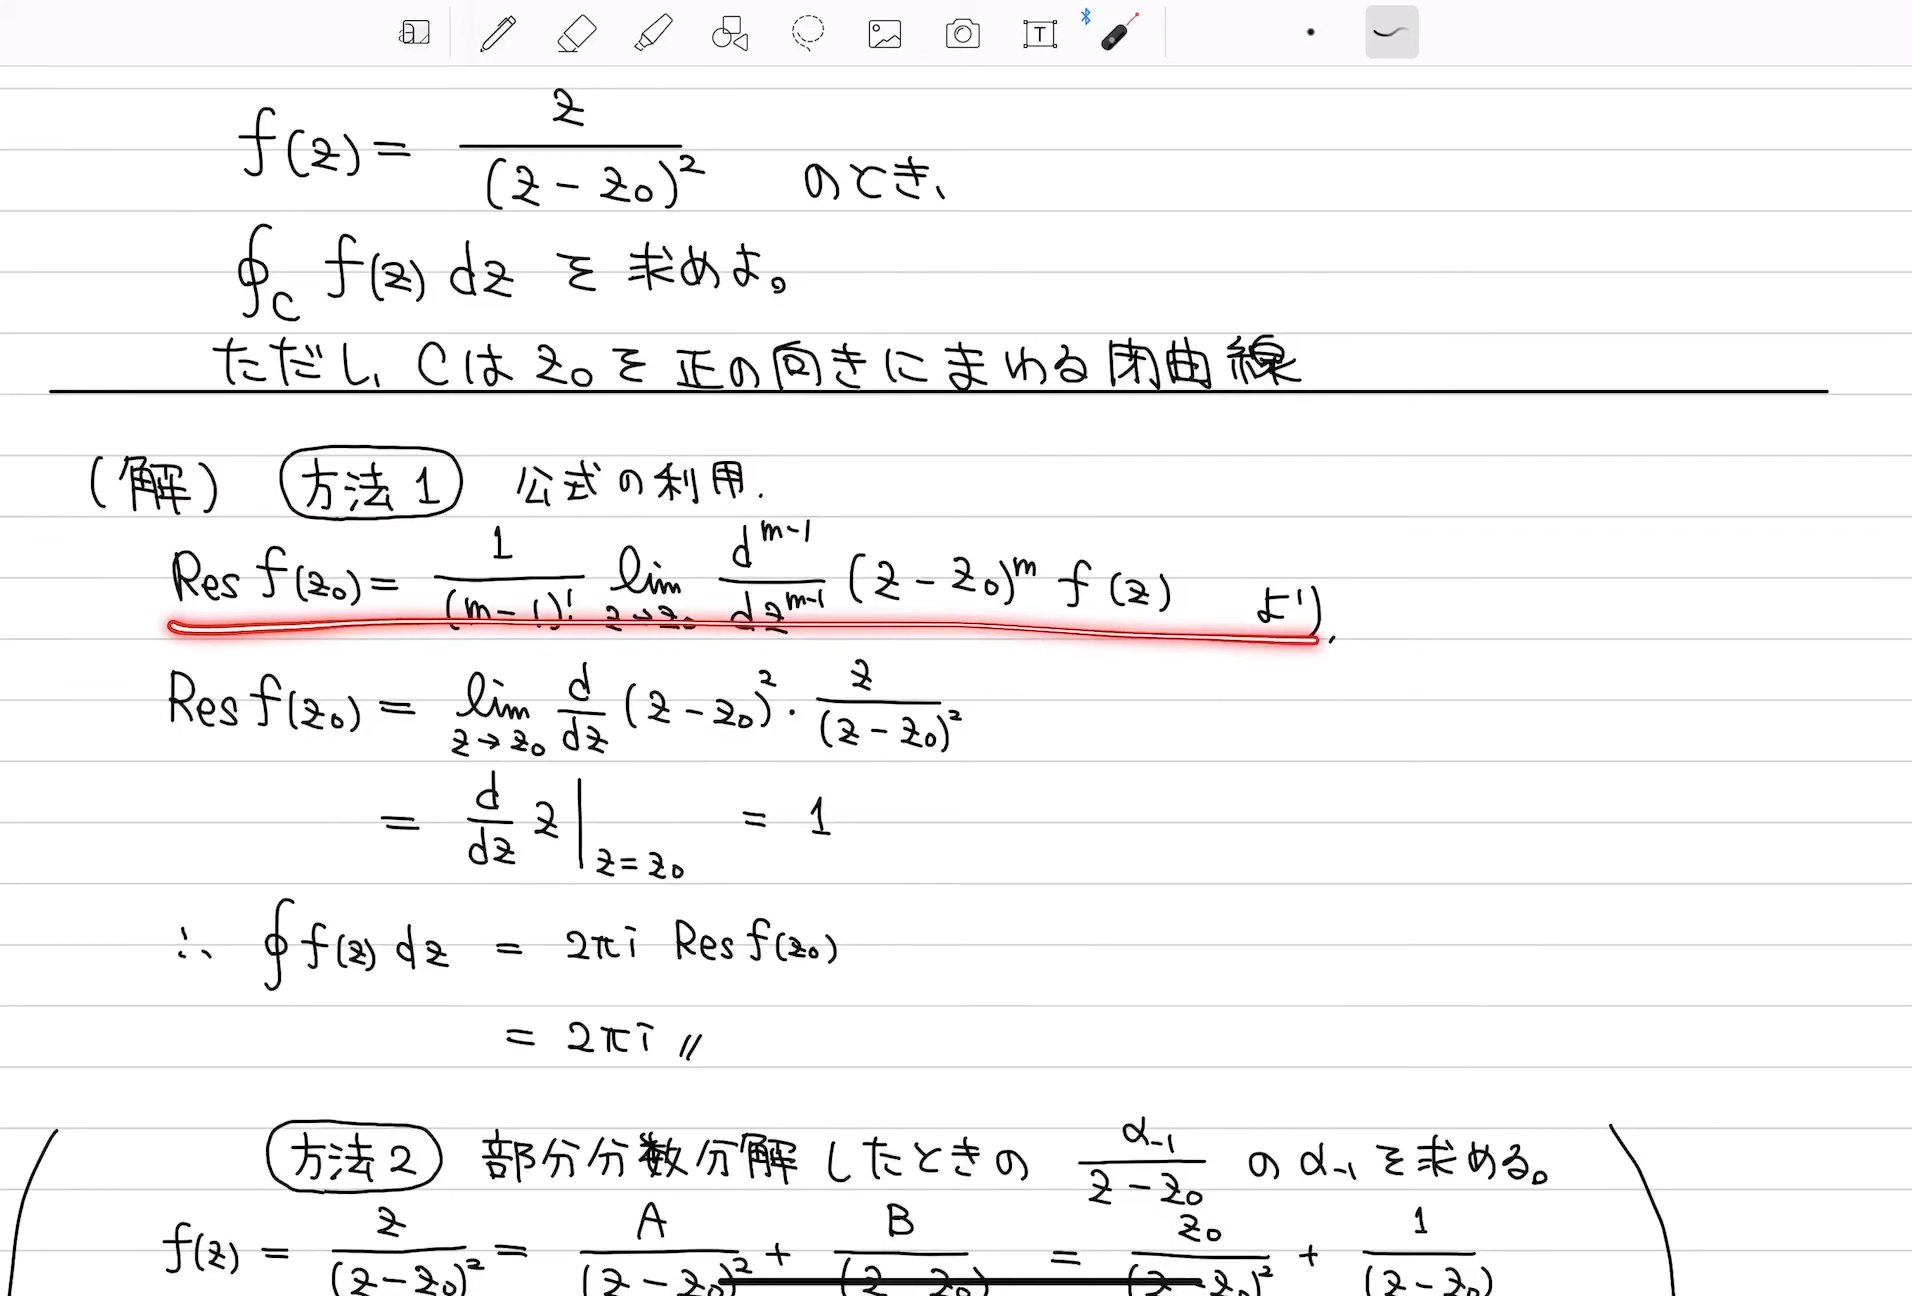 f(z) = z / (z - z₀)² のとき、
∮_C f(z) dz を求めよ。
ただし、Cは z₀ を正の向きにまわる閉曲線
(解) 方法1 公式の利用.
Res f(z₀) = 1/(m-1)! lim_{z→z₀} d^{m-1}/dz^{m-1} (z - z₀)^m f(z) より,
Res f(z₀) = lim_{z→z₀} d/dz (z - z₀)² · z/(z - z₀)²
= d/dz z |_{z=z₀} = 1
∴ ∮ f(z) dz = 2πi Res f(z₀)
= 2πi //
(方法2 部分分数分解したときの α₋₁/(z - z₀) の α₋₁ を求める。
f(z) = z/(z - z₀)² = A/(z - z₀)² + B/(z - z₀) = z₀/(z - z₀)² + 1/(z - z₀) )